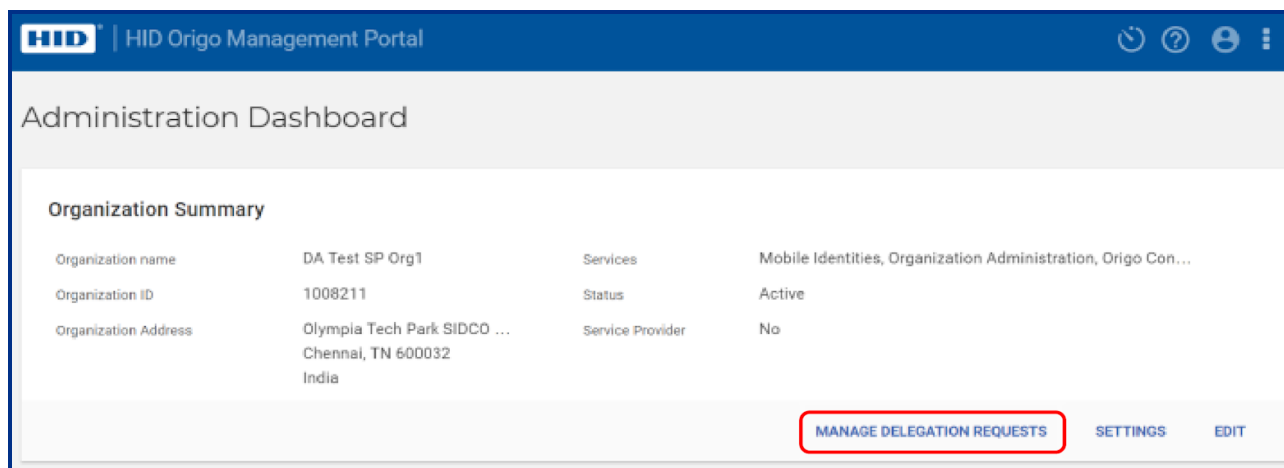 HID | HID Origo Management Portal
Administration Dashboard
Organization Summary
Organization name DA Test SP Org1 Services Mobile Identities, Organization Administration, Origo Con...
Organization ID 1008211 Status Active
Organization Address Olympia Tech Park SIDCO ... Service Provider No
Chennai, TN 600032
India
MANAGE DELEGATION REQUESTS SETTINGS EDIT